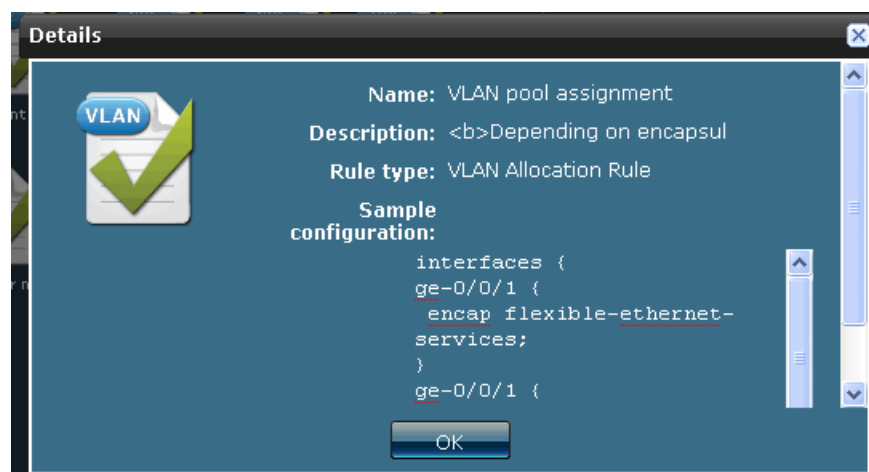 Details
VLAN
Name: VLAN pool assignment
Description: <b>Depending on encapsul
Rule type: VLAN Allocation Rule
Sample
configuration:
interfaces {
ge-0/0/1 {
encap flexible-ethernet-
services;
}
ge-0/0/1 {
OK
nt
r n